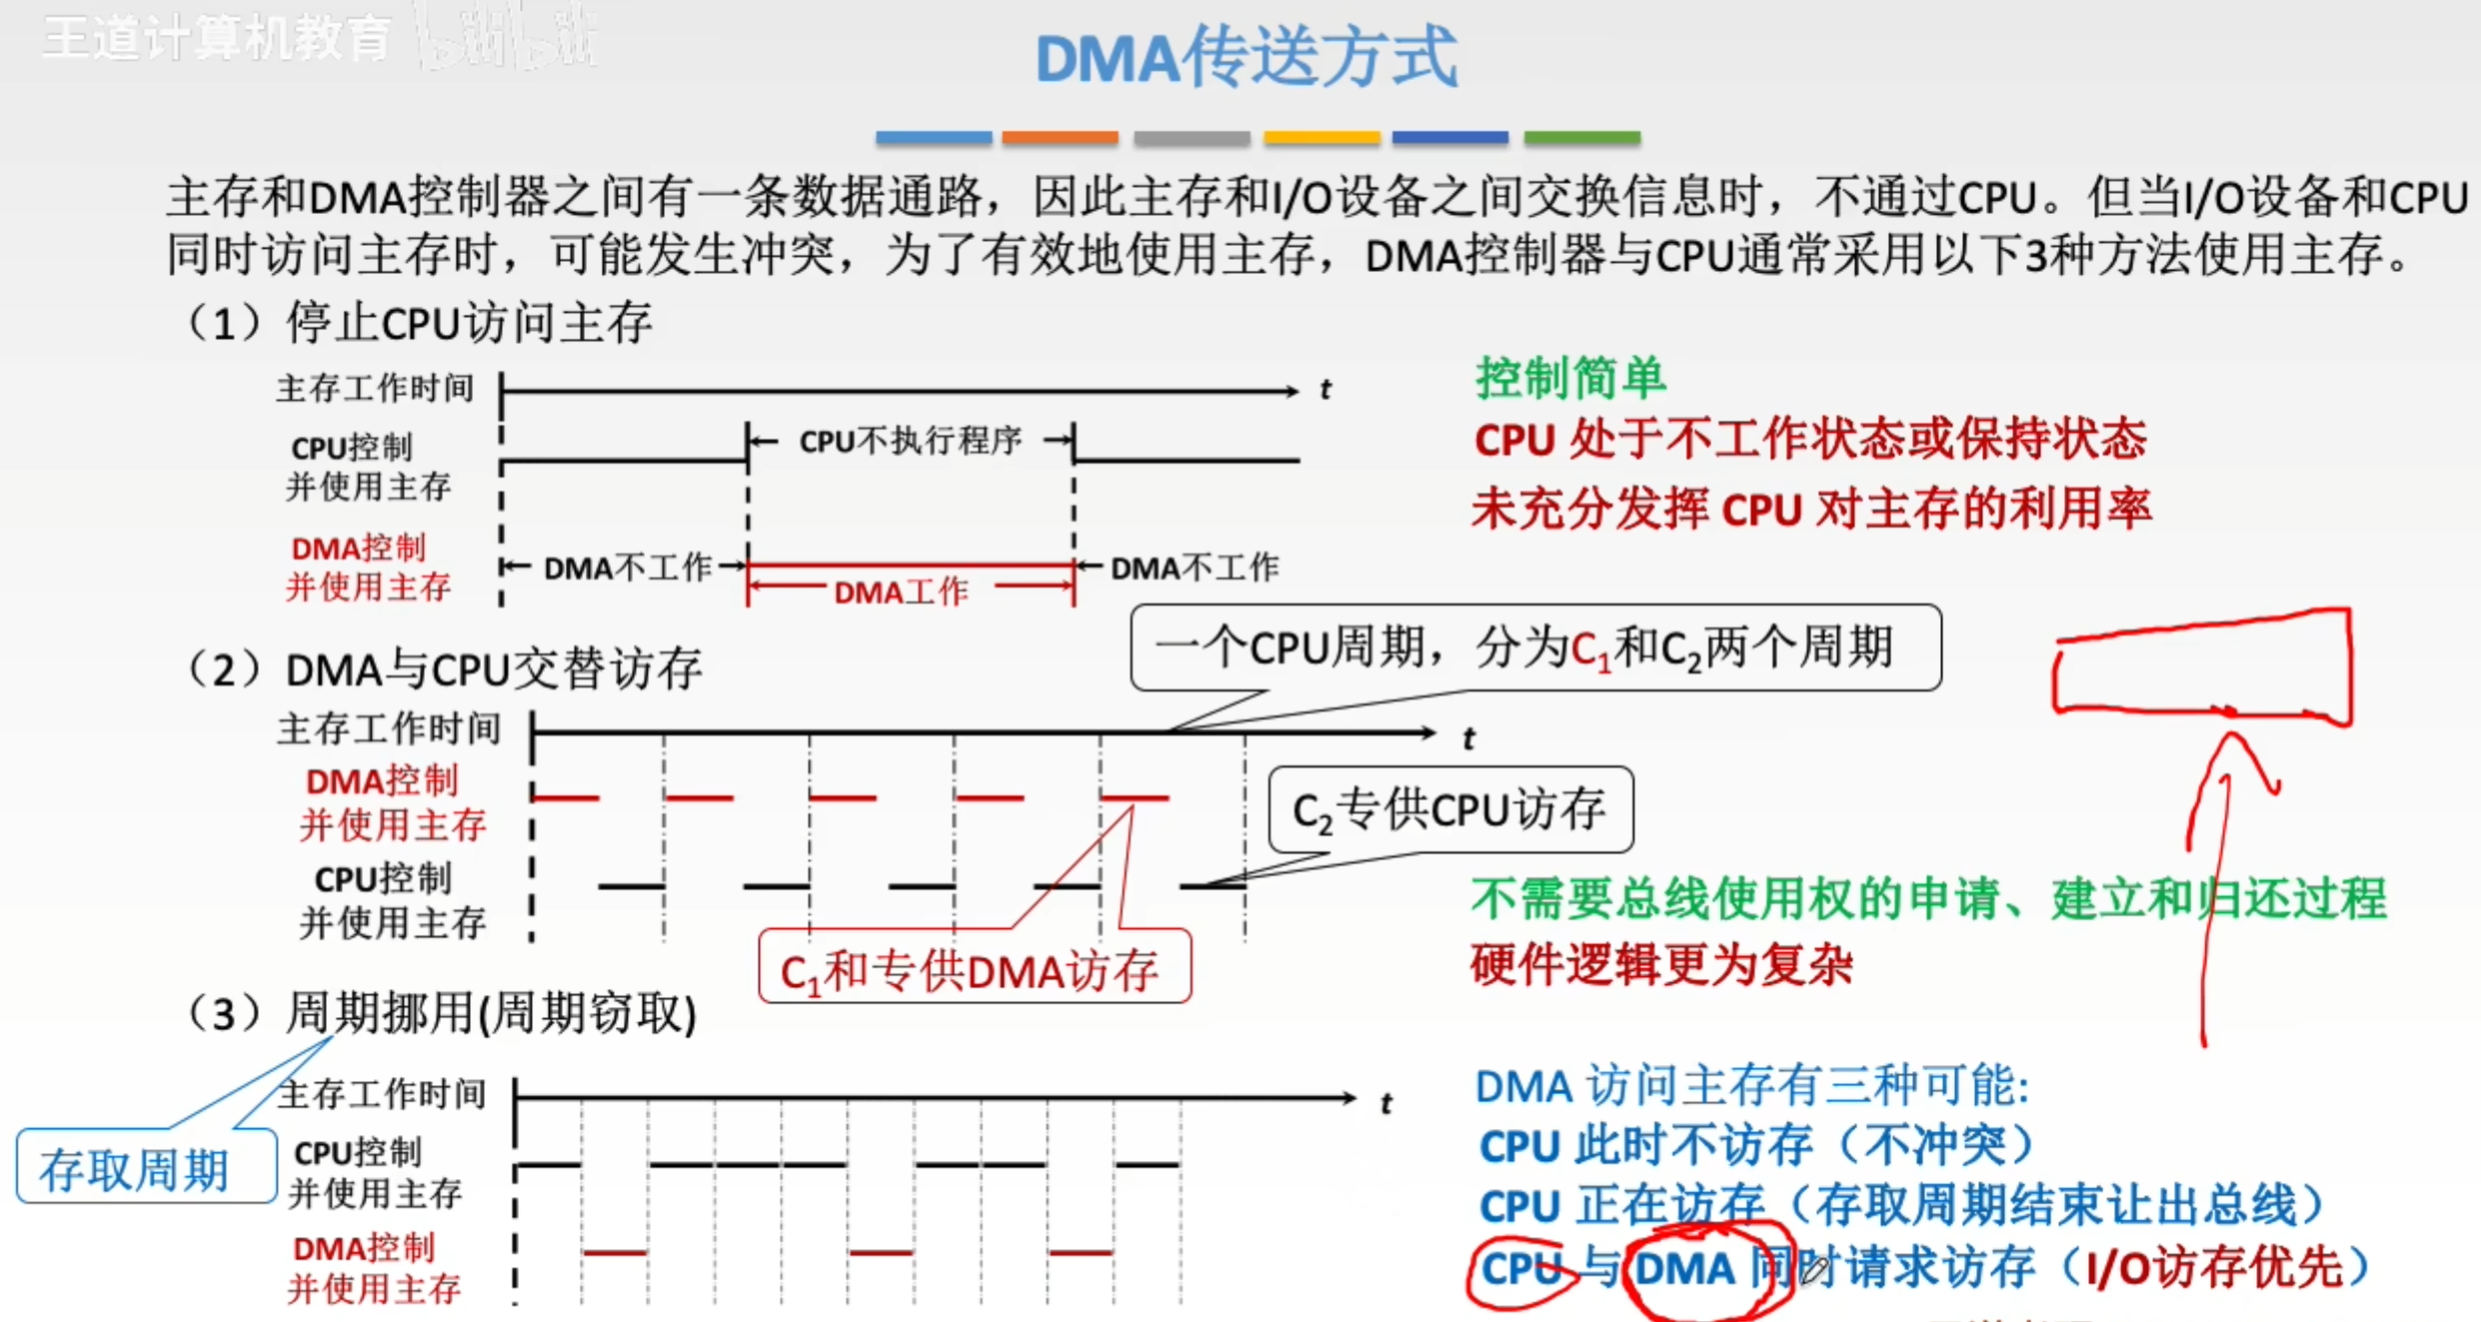 王道计算机教育 bilibili
DMA传送方式
主存和DMA控制器之间有一条数据通路，因此主存和I/O设备之间交换信息时，不通过CPU。但当I/O设备和CPU
同时访问主存时，可能发生冲突，为了有效地使用主存，DMA控制器与CPU通常采用以下3种方法使用主存。
（1）停止CPU访问主存
主存工作时间
t
CPU控制
并使用主存
CPU不执行程序
DMA控制
并使用主存
DMA不工作
DMA工作
DMA不工作
控制简单
CPU 处于不工作状态或保持状态
未充分发挥 CPU 对主存的利用率
（2）DMA与CPU交替访存
一个CPU周期，分为C₁和C₂两个周期
主存工作时间
t
DMA控制
并使用主存
C₂专供CPU访存
CPU控制
并使用主存
C₁和专供DMA访存
不需要总线使用权的申请、建立和归还过程
硬件逻辑更为复杂
（3）周期挪用(周期窃取)
存取周期
主存工作时间
t
CPU控制
并使用主存
DMA控制
并使用主存
DMA 访问主存有三种可能:
CPU 此时不访存（不冲突）
CPU 正在访存（存取周期结束让出总线）
CPU 与 DMA 同时请求访存（I/O访存优先）